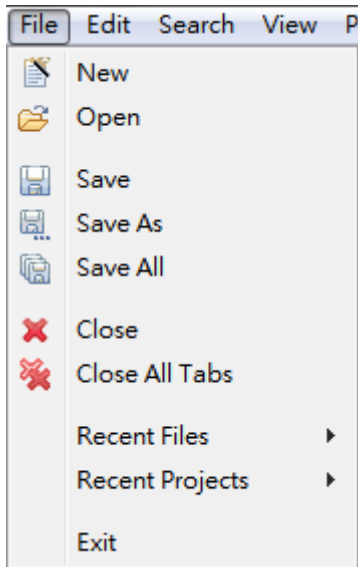 File Edit Search View P
New
Open
Save
Save As
Save All
Close
Close All Tabs
Recent Files
Recent Projects
Exit